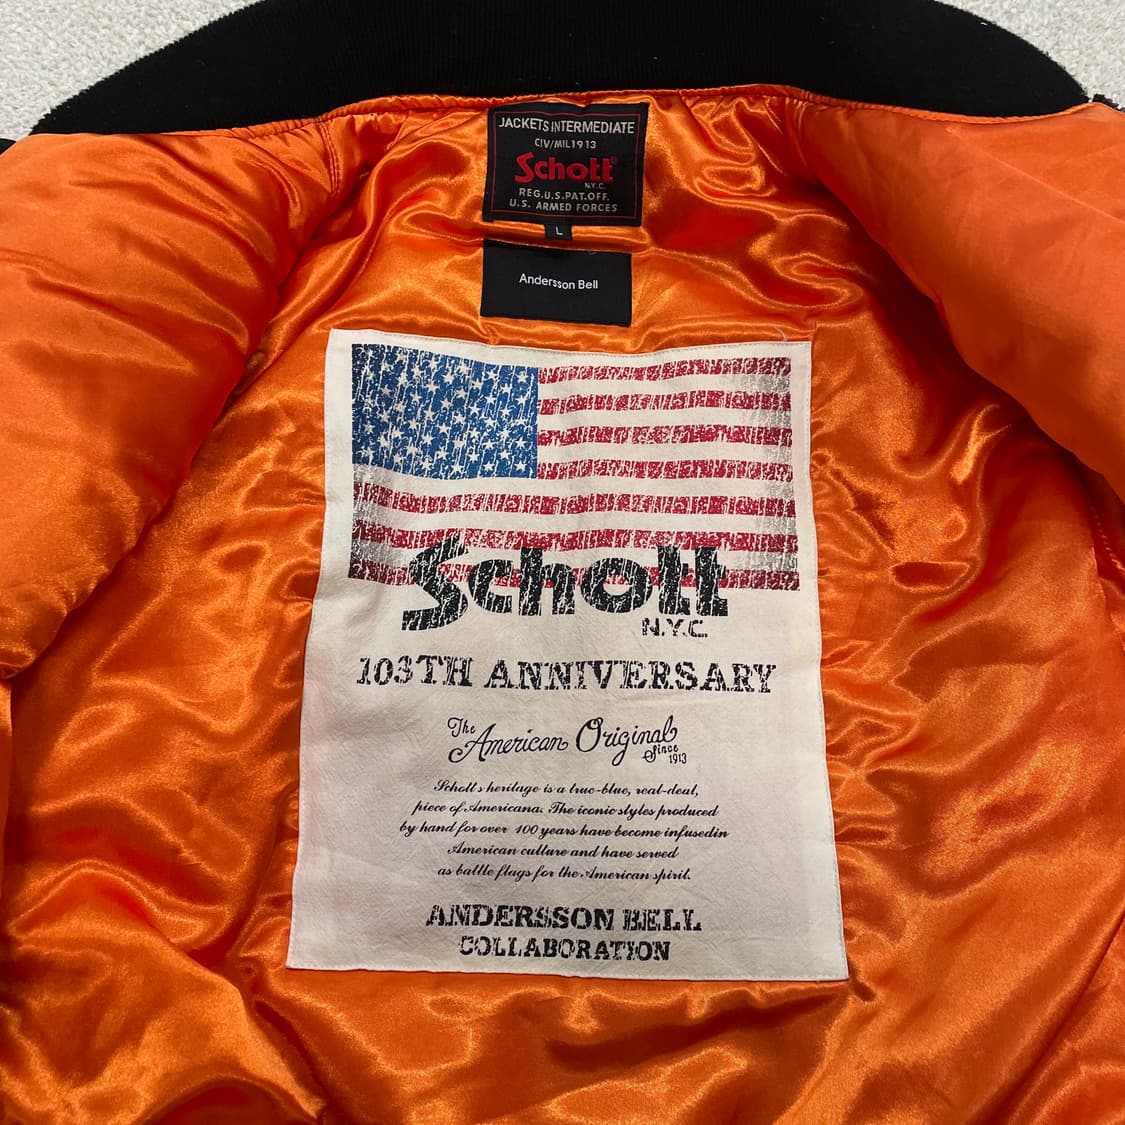 JACKETS INTERMEDIATE
CIV/MIL1913
Schott®
N.Y.C.
REG.U.S.PAT.OFF.
U.S. ARMED FORCES
L
Andersson Bell
Schott
N.Y.C
103TH ANNIVERSARY
The American Original
Since 1913
Schott's heritage is a true-blue, real-deal,
piece of Americana. The iconic styles produced
by hand for over 100 years have become infusedin
American culture and have served
as battle flags for the American spirit.
ANDERSSON BELL
COLLABORATION